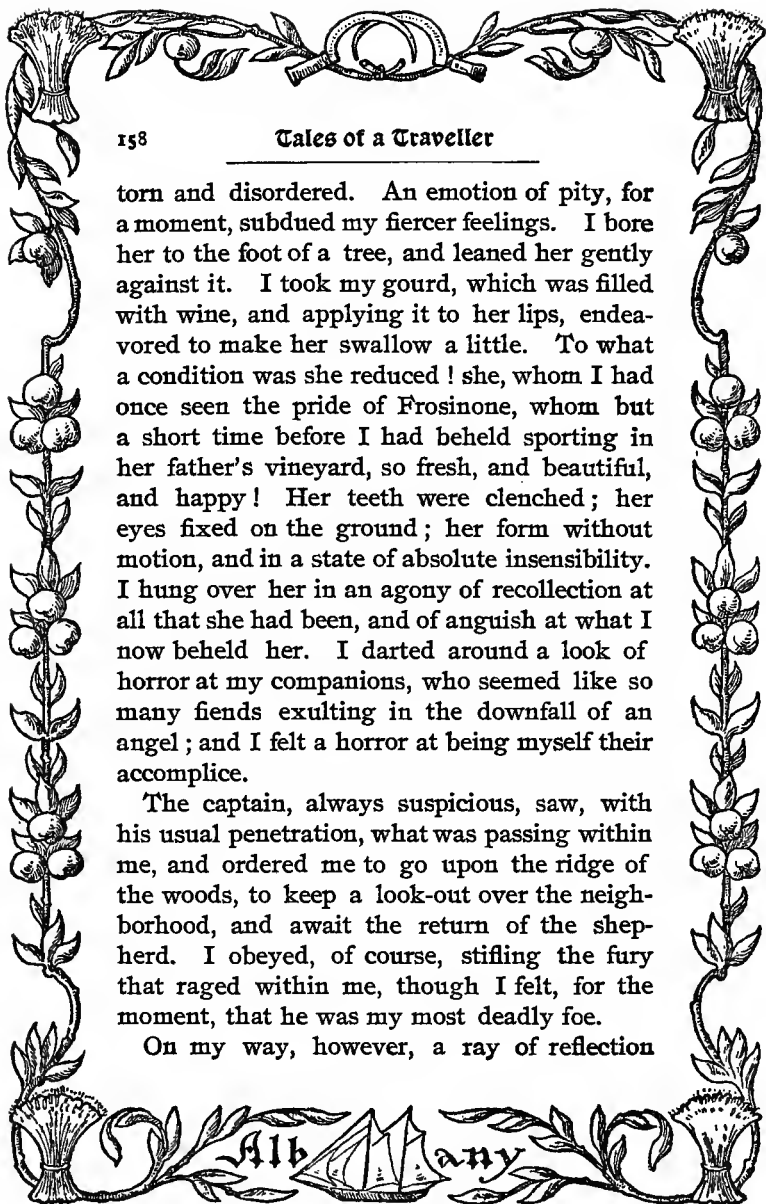 158 Tales of a Traveller
torn and disordered. An emotion of pity, for
a moment, subdued my fiercer feelings. I bore
her to the foot of a tree, and leaned her gently
against it. I took my gourd, which was filled
with wine, and applying it to her lips, endea-
vored to make her swallow a little. To what
a condition was she reduced ! she, whom I had
once seen the pride of Frosinone, whom but
a short time before I had beheld sporting in
her father's vineyard, so fresh, and beautiful,
and happy ! Her teeth were clenched ; her
eyes fixed on the ground ; her form without
motion, and in a state of absolute insensibility.
I hung over her in an agony of recollection at
all that she had been, and of anguish at what I
now beheld her. I darted around a look of
horror at my companions, who seemed like so
many fiends exulting in the downfall of an
angel ; and I felt a horror at being myself their
accomplice.
The captain, always suspicious, saw, with
his usual penetration, what was passing within
me, and ordered me to go upon the ridge of
the woods, to keep a look-out over the neigh-
borhood, and await the return of the shep-
herd. I obeyed, of course, stifling the fury
that raged within me, though I felt, for the
moment, that he was my most deadly foe.
On my way, however, a ray of reflection
Alb any